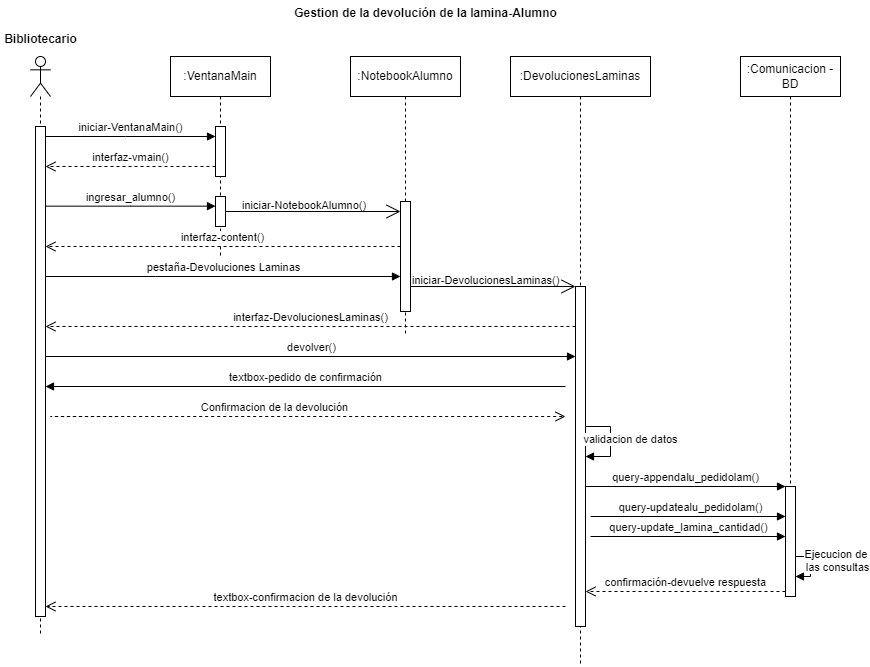 Gestion de la devolución de la lamina-Alumno
Bibliotecario
:VentanaMain
:NotebookAlumno
:DevolucionesLaminas
:Comunicacion -
BD
iniciar-VentanaMain()
interfaz-vmain()
ingresar_alumno()
iniciar-NotebookAlumno()
interfaz-content()
pestaña-Devoluciones Laminas
iniciar-DevolucionesLaminas()
interfaz-DevolucionesLaminas()
devolver()
textbox-pedido de confirmación
Confirmacion de la devolución
validacion de datos
query-appendalu_pedidolam()
query-updatealu_pedidolam()
query-update_lamina_cantidad()
Ejecucion de
las consultas
confirmación-devuelve respuesta
textbox-confirmacion de la devolución